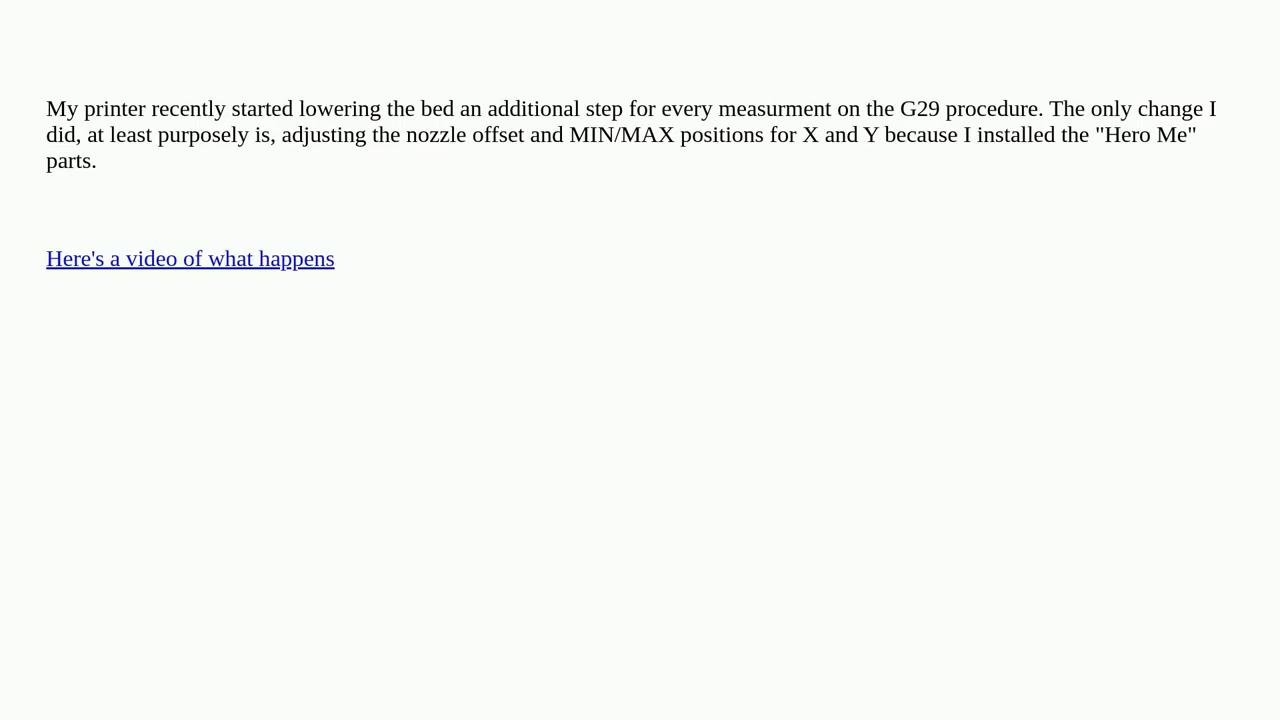 My printer recently started lowering the bed an additional step for every measurment on the G29 procedure. The only change I
did, at least purposely is, adjusting the nozzle offset and MIN/MAX positions for X and Y because I installed the "Hero Me"
parts.
Here's a video of what happens